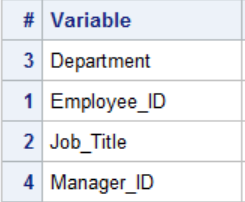 # Variable
3 Department
1 Employee_ID
2 Job_Title
4 Manager_ID